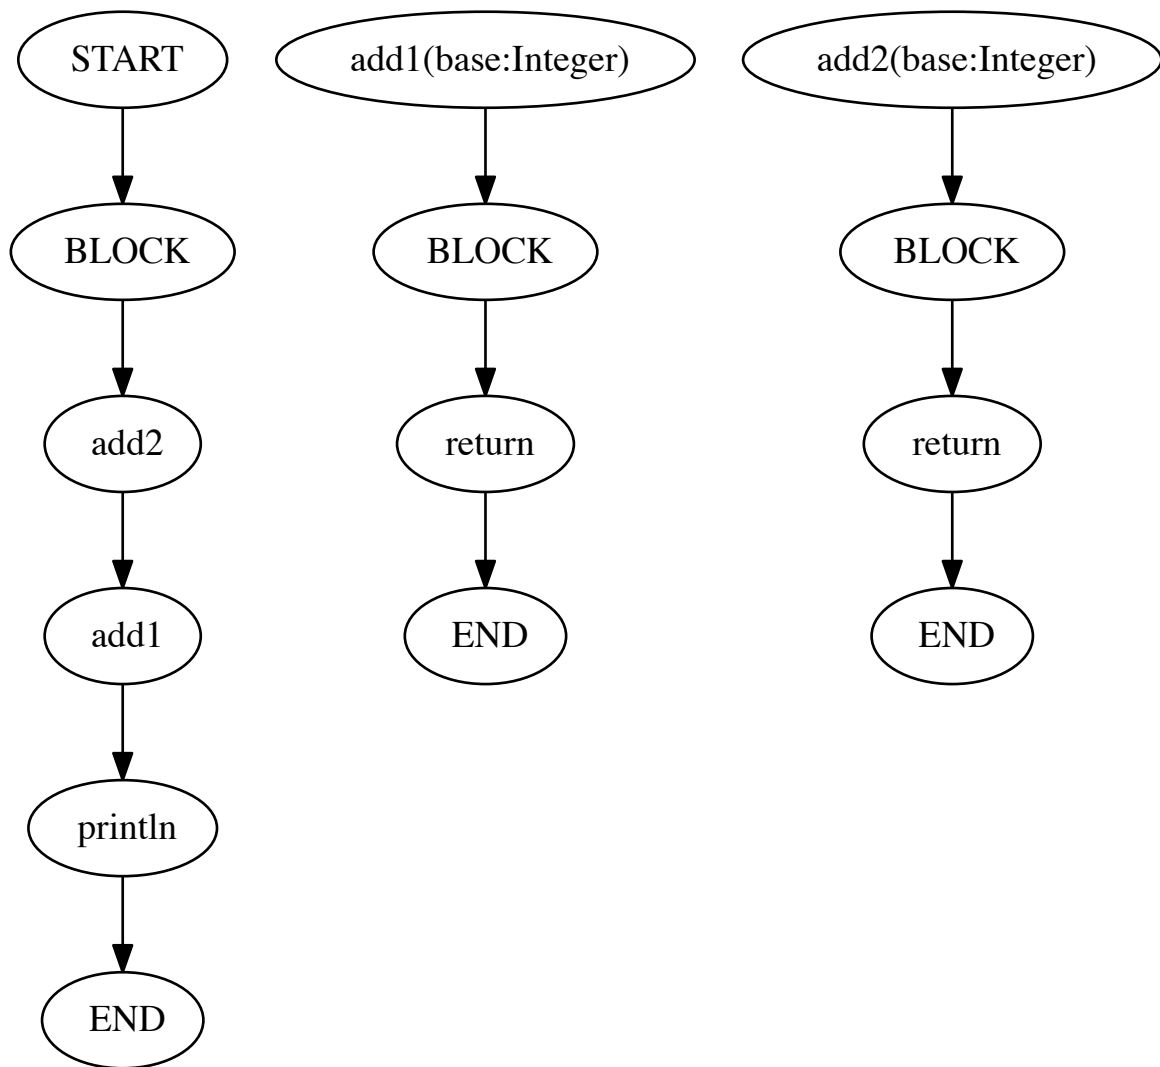 START
add1(base:Integer)
add2(base:Integer)
BLOCK
BLOCK
BLOCK
add2
return
return
add1
END
END
println
END